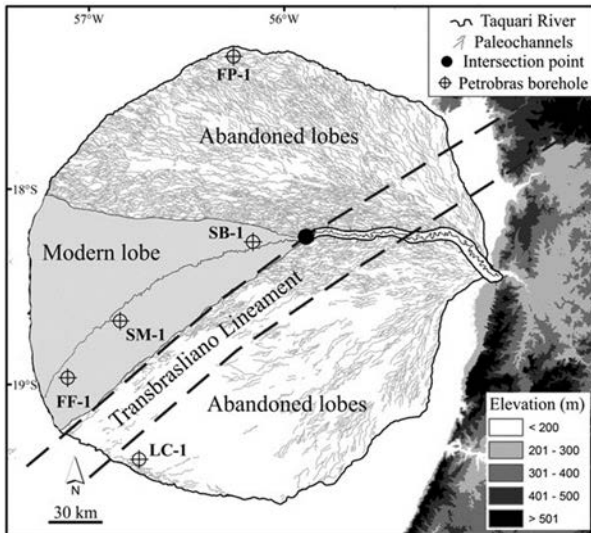 57°W
56°W
Taquari River
Paleochannels
Intersection point
Petrobras borehole
FP-1
Abandoned lobes
18°S
SB-1
Modern lobe
SM-1
Transbrasliano Lineament
19°S
FF-1
Abandoned lobes
LC-1
N
30 km
Elevation (m)
< 200
201 - 300
301 - 400
401 - 500
> 501